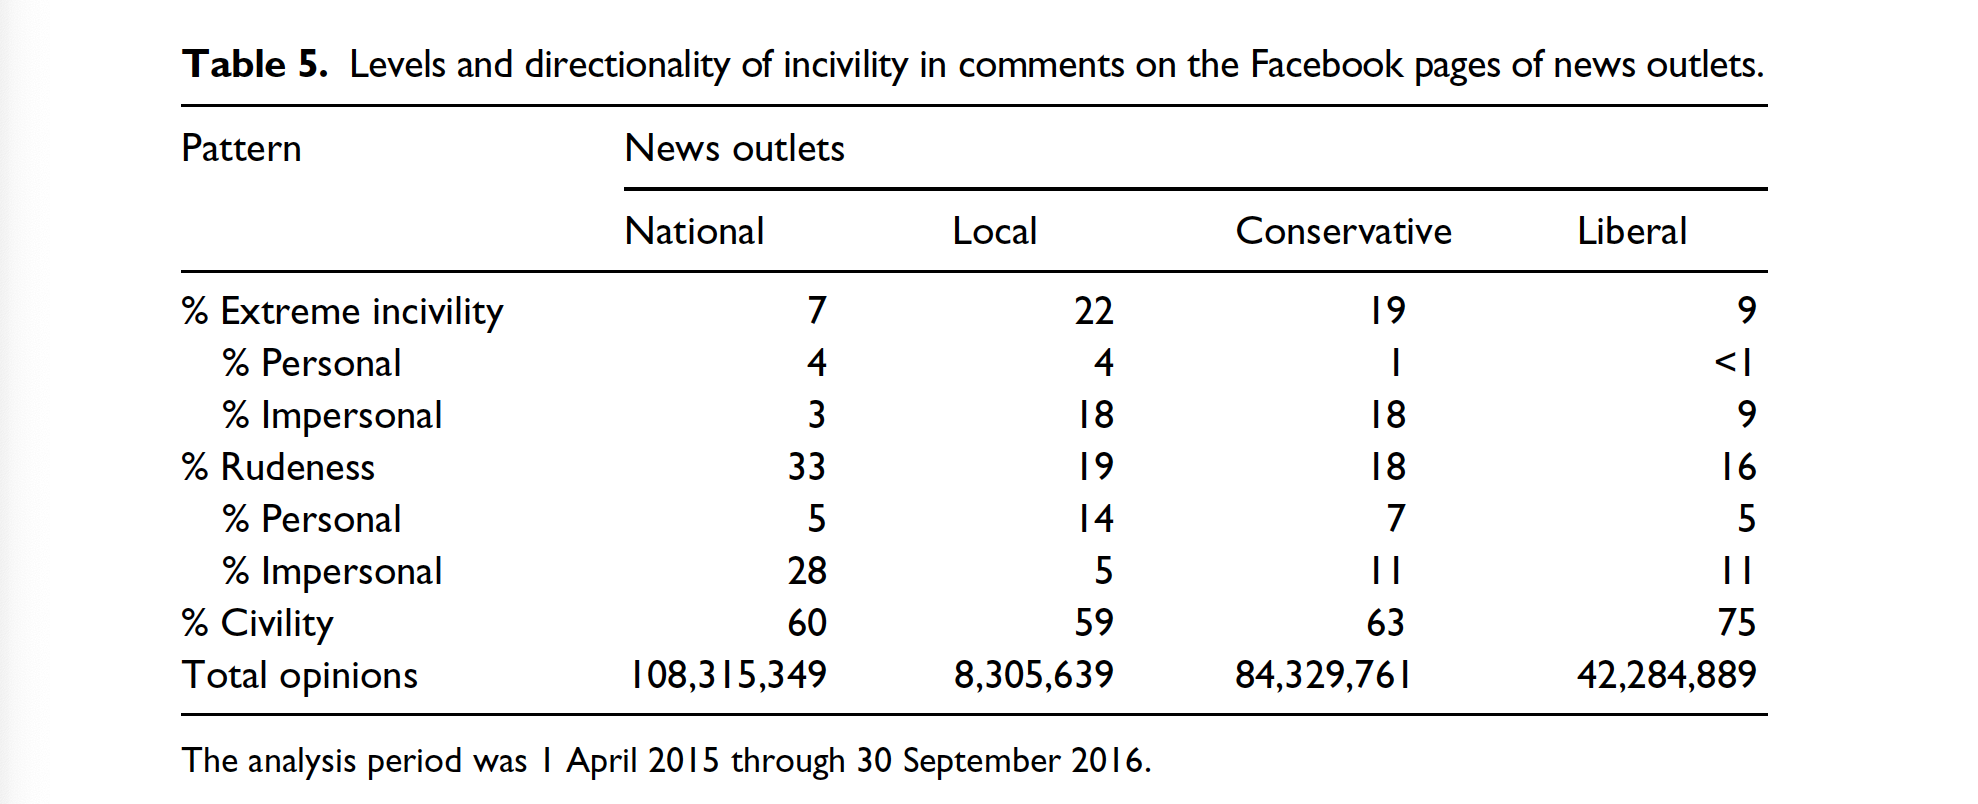 Table 5. Levels and directionality of incivility in comments on the Facebook pages of news outlets.
Pattern News outlets
National Local Conservative Liberal
% Extreme incivility 7 22 19 9
% Personal 4 4 1 <1
% Impersonal 3 18 18 9
% Rudeness 33 19 18 16
% Personal 5 14 7 5
% Impersonal 28 5 11 11
% Civility 60 59 63 75
Total opinions 108,315,349 8,305,639 84,329,761 42,284,889
The analysis period was 1 April 2015 through 30 September 2016.